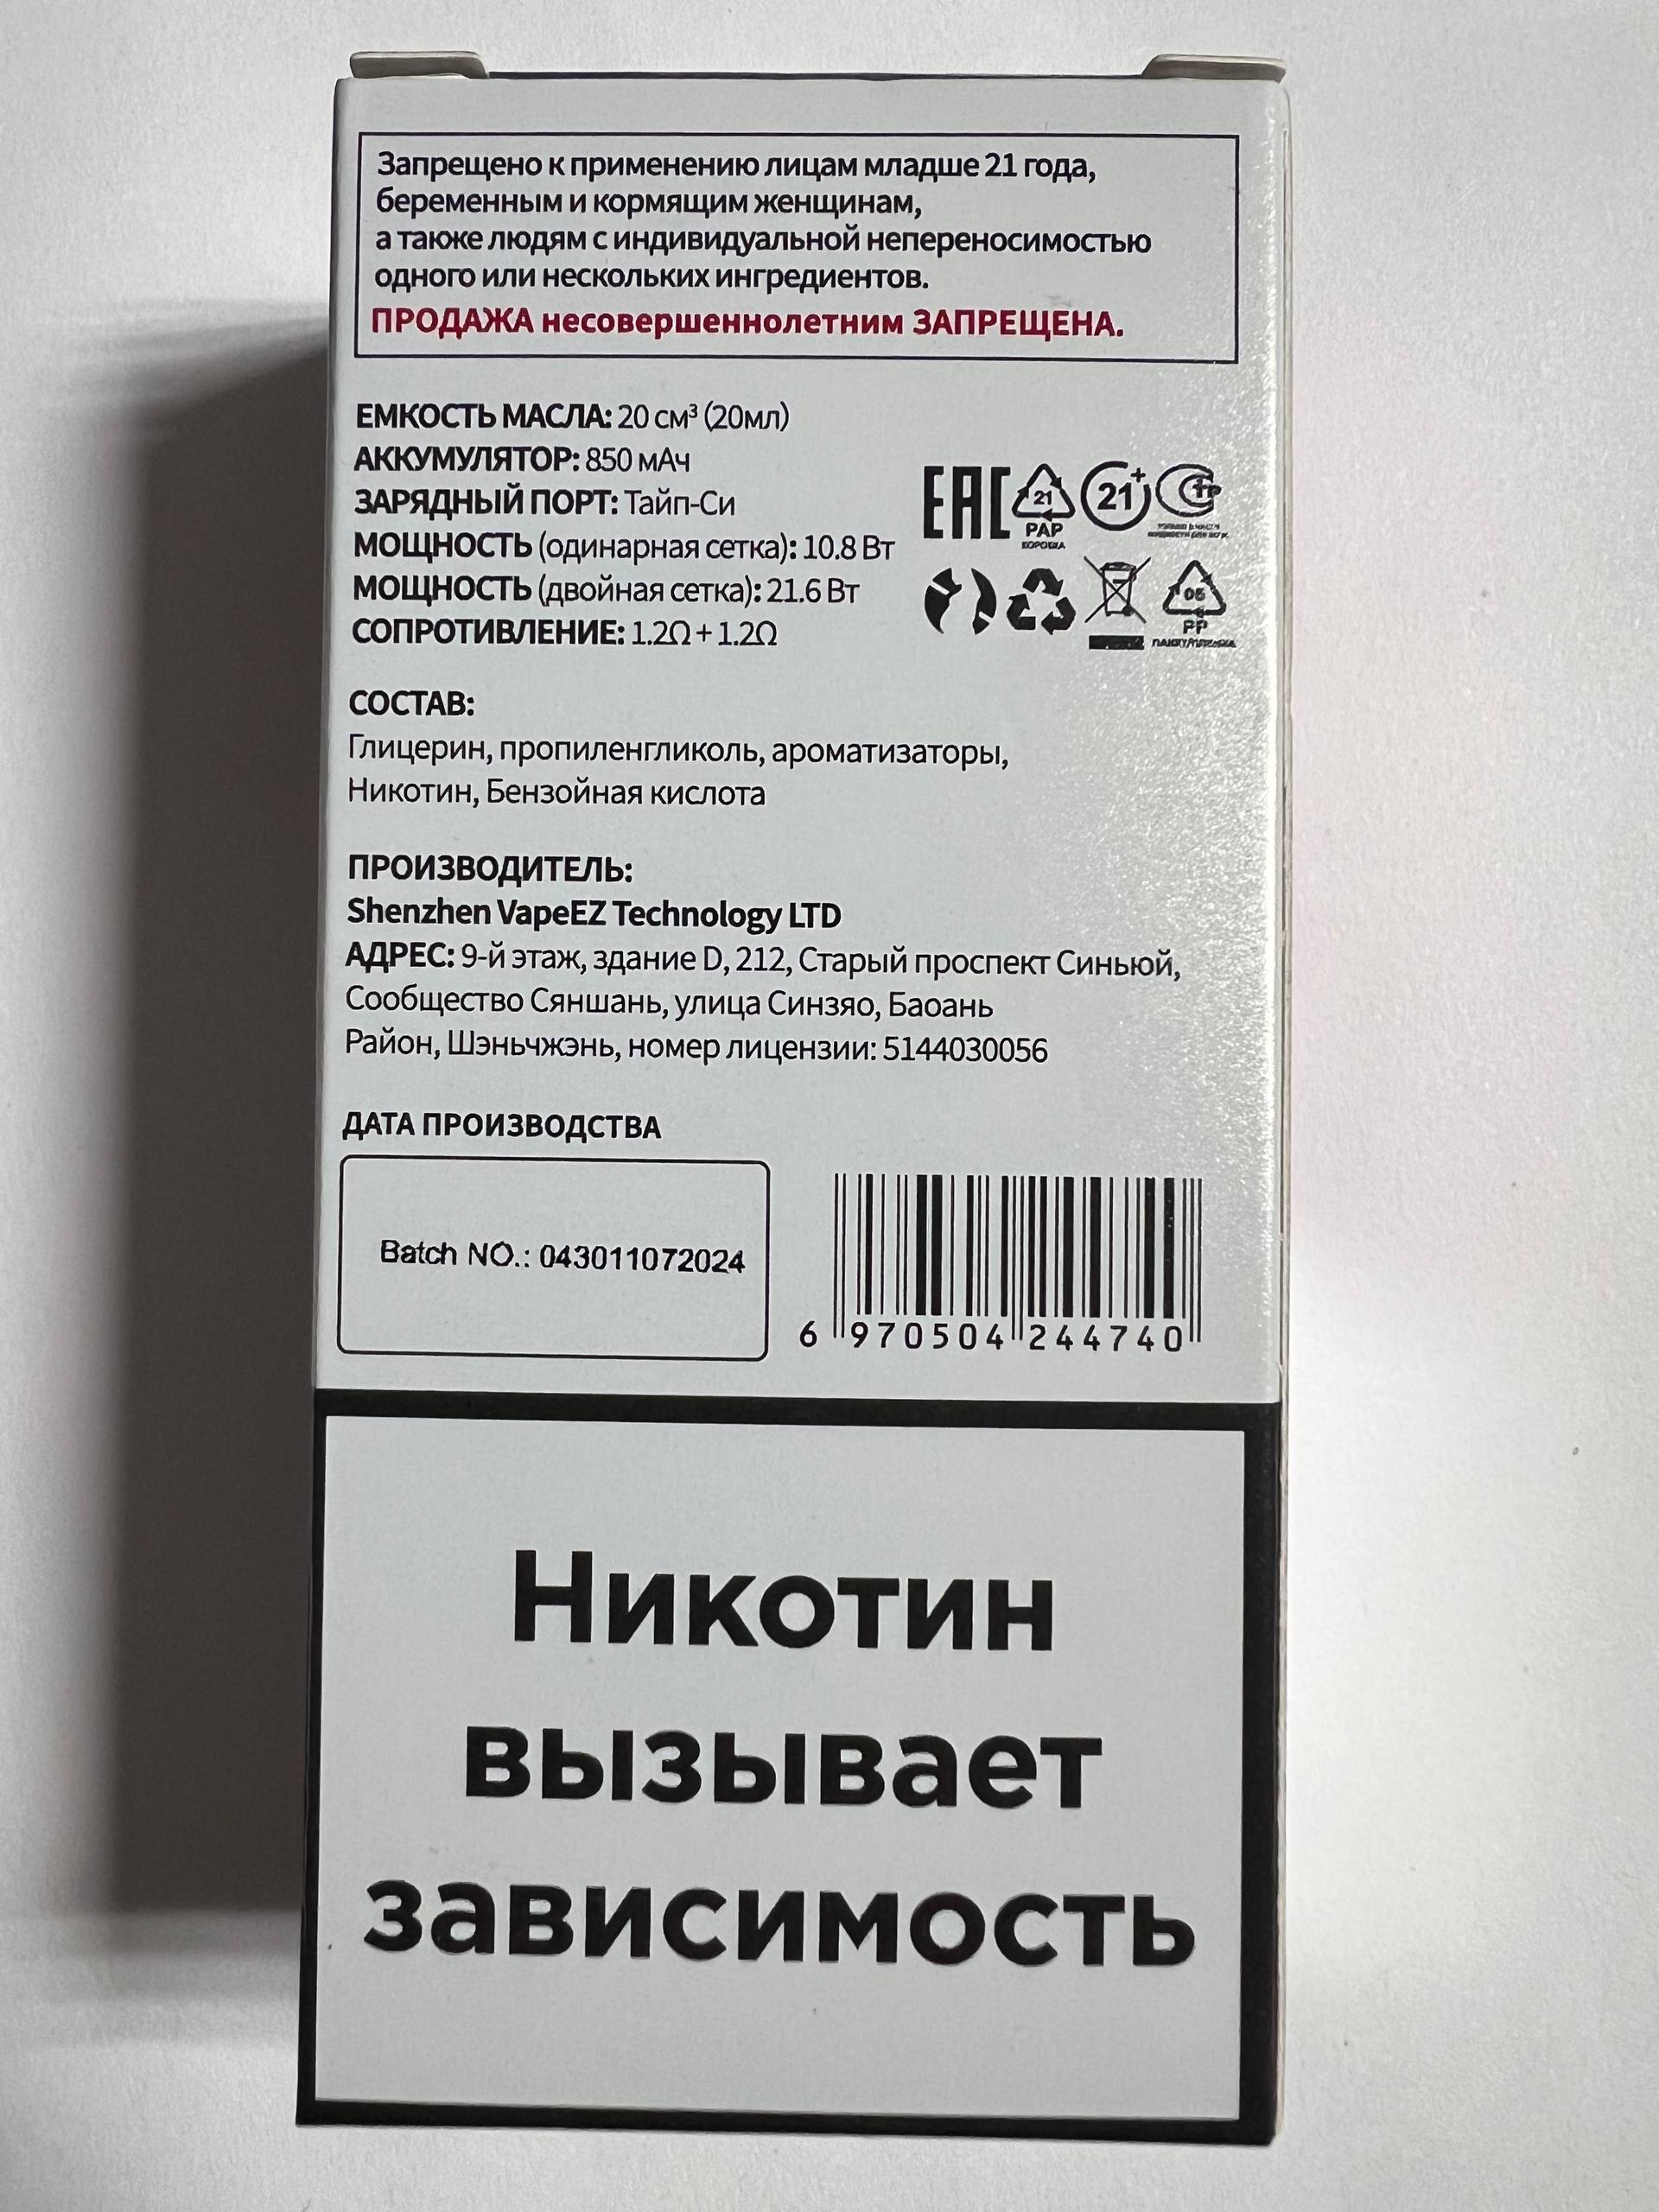 Запрещено к применению лицам младше 21 года,
беременным и кормящим женщинам,
а также людям с индивидуальной непереносимостью
одного или нескольких ингредиентов.
ПРОДАЖА несовершеннолетним ЗАПРЕЩЕНА.
ЕМКОСТЬ МАСЛА: 20 см³ (20мл)
АККУМУЛЯТОР: 850 мАч
ЗАРЯДНЫЙ ПОРТ: Тайп-Си
МОЩНОСТЬ (одинарная сетка): 10.8 Вт
МОЩНОСТЬ (двойная сетка): 21.6 Вт
СОПРОТИВЛЕНИЕ: 1.2Ω + 1.2Ω
EAC 21 21+
PAP
КОРОБКА
05
PP
СОСТАВ:
Глицерин, пропиленгликоль, ароматизаторы,
Никотин, Бензойная кислота
ПРОИЗВОДИТЕЛЬ:
Shenzhen VapeEZ Technology LTD
АДРЕС: 9-й этаж, здание D, 212, Старый проспект Синьюй,
Сообщество Сяншань, улица Синзяо, Баоань
Район, Шэньчжэнь, номер лицензии: 5144030056
ДАТА ПРОИЗВОДСТВА
Batch NO.: 043011072024
6 970504 244740
Никотин
вызывает
зависимость